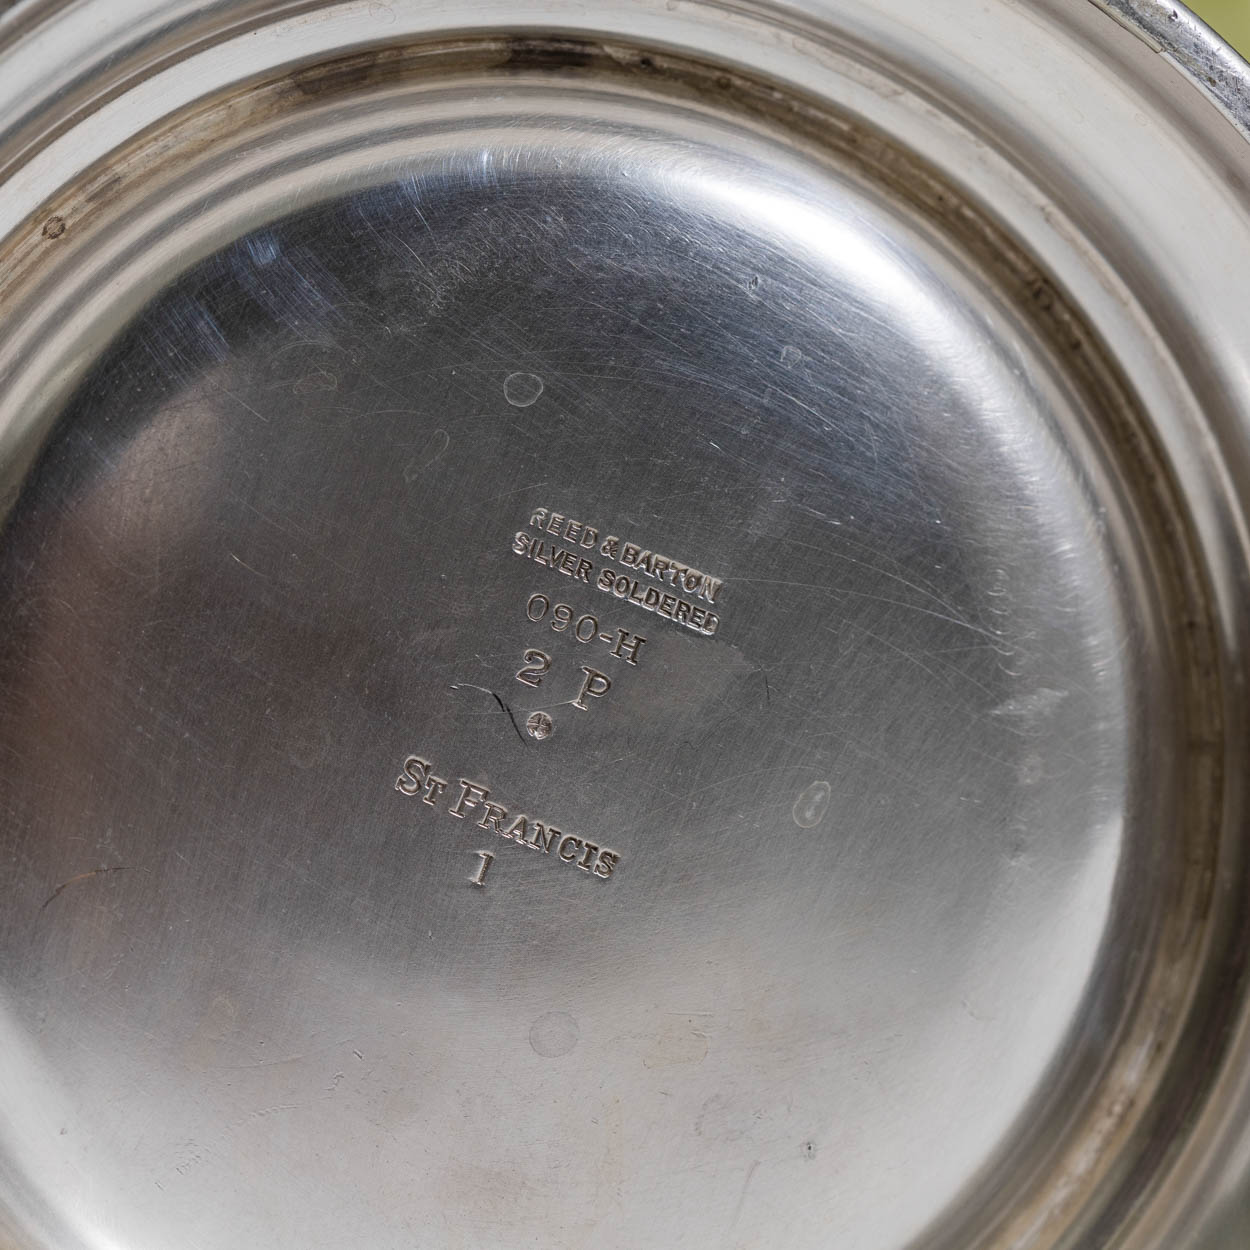 REED & BARTON
SILVER SOLDERED
090-H
2 P
ST FRANCIS
1